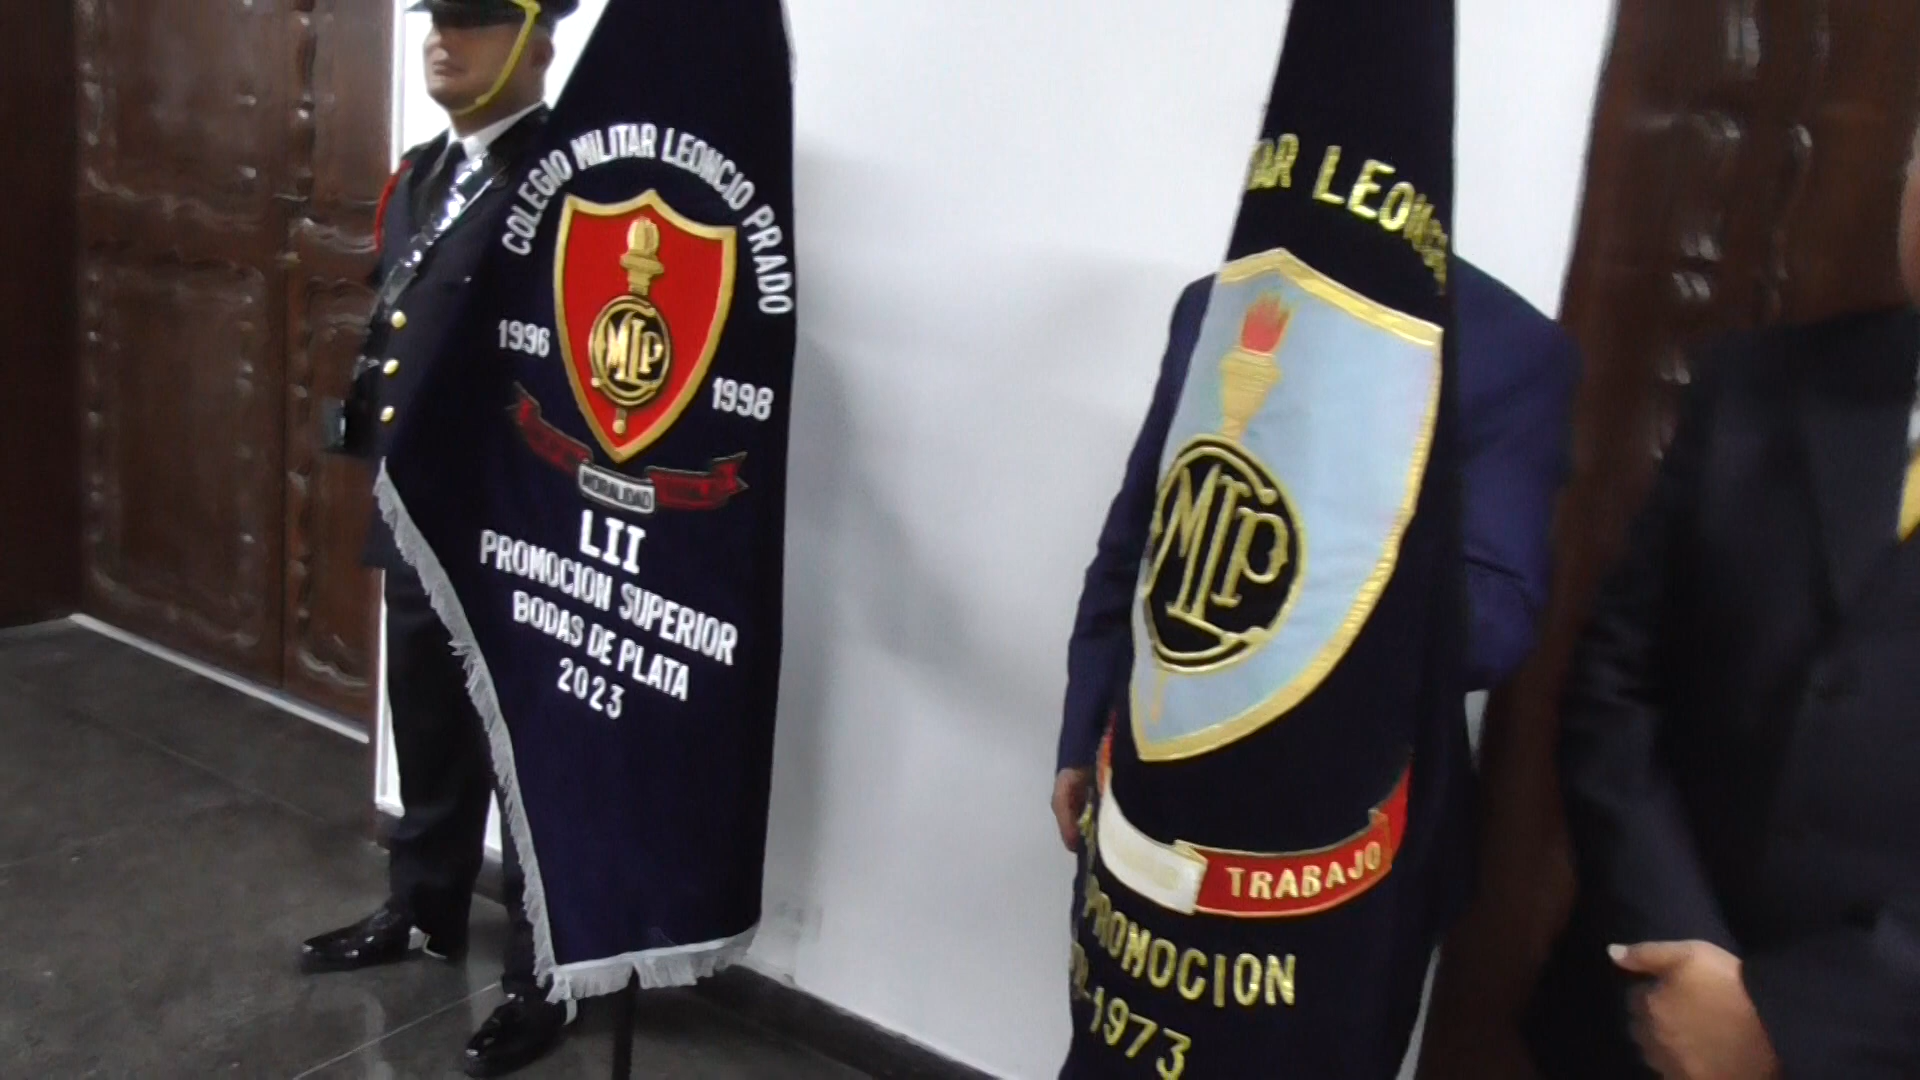 COLEGIO MILITAR LEONCIO PRADO
1996
1998
CMLP
MORALIDAD
LII
PROMOCION SUPERIOR
BODAS DE PLATA
2023
LEONC
CMLP
TRABAJO
PROMOCION
-1973